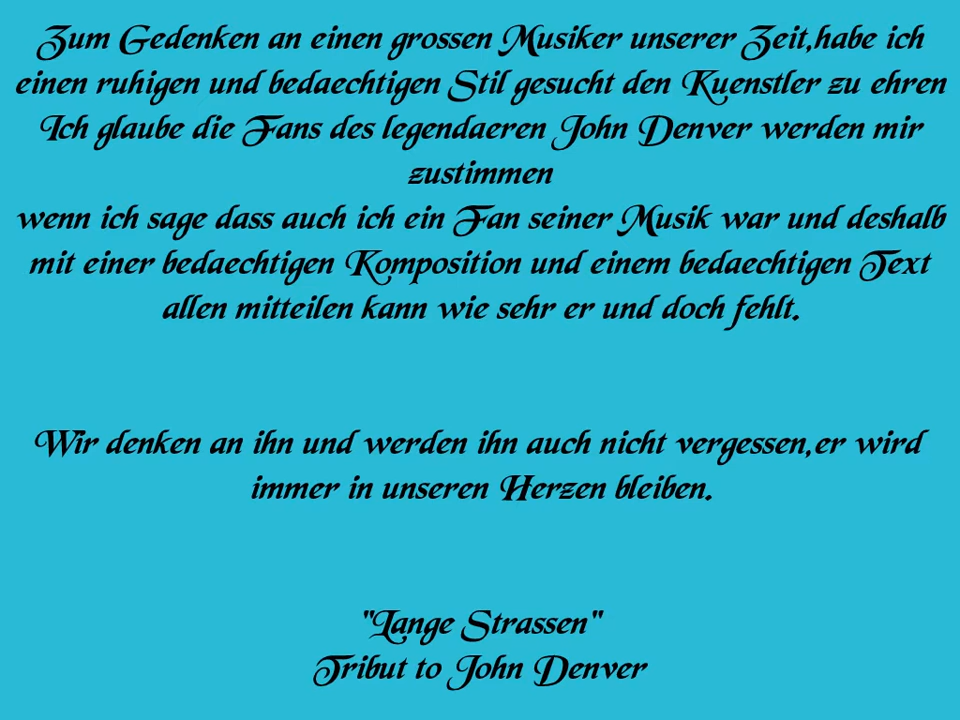 Zum Gedenken an einen grossen Musiker unserer Zeit,habe ich
einen ruhigen und bedaechtigen Stil gesucht den Kuenstler zu ehren
Ich glaube die Fans des legendaeren John Denver werden mir
zustimmen
wenn ich sage dass auch ich ein Fan seiner Musik war und deshalb
mit einer bedaechtigen Komposition und einem bedaechtigen Text
allen mitteilen kann wie sehr er und doch fehlt.
Wir denken an ihn und werden ihn auch nicht vergessen,er wird
immer in unseren Herzen bleiben.
"Lange Strassen"
Tribut to John Denver